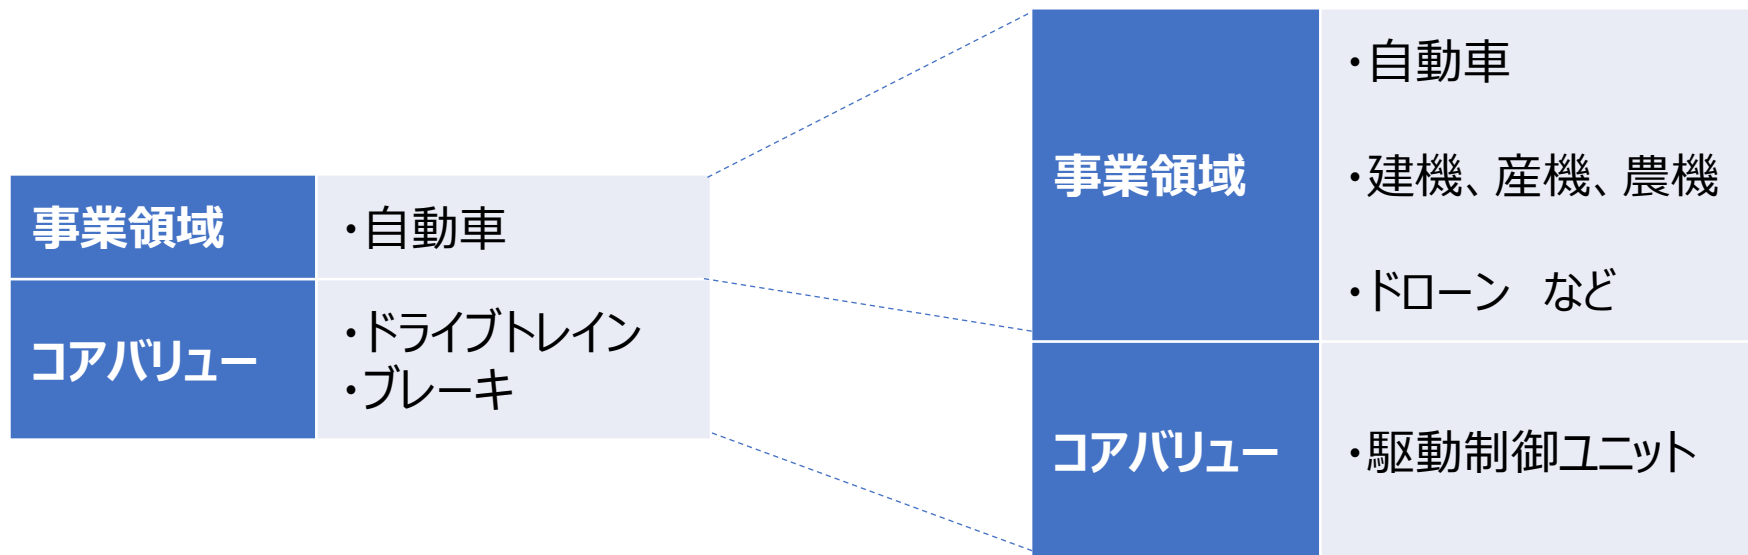 事業領域
・自動車
コアバリュー
・ドライブトレイン
・ブレーキ
事業領域
・自動車
・建機、産機、農機
・ドローン　など
コアバリュー
・駆動制御ユニット